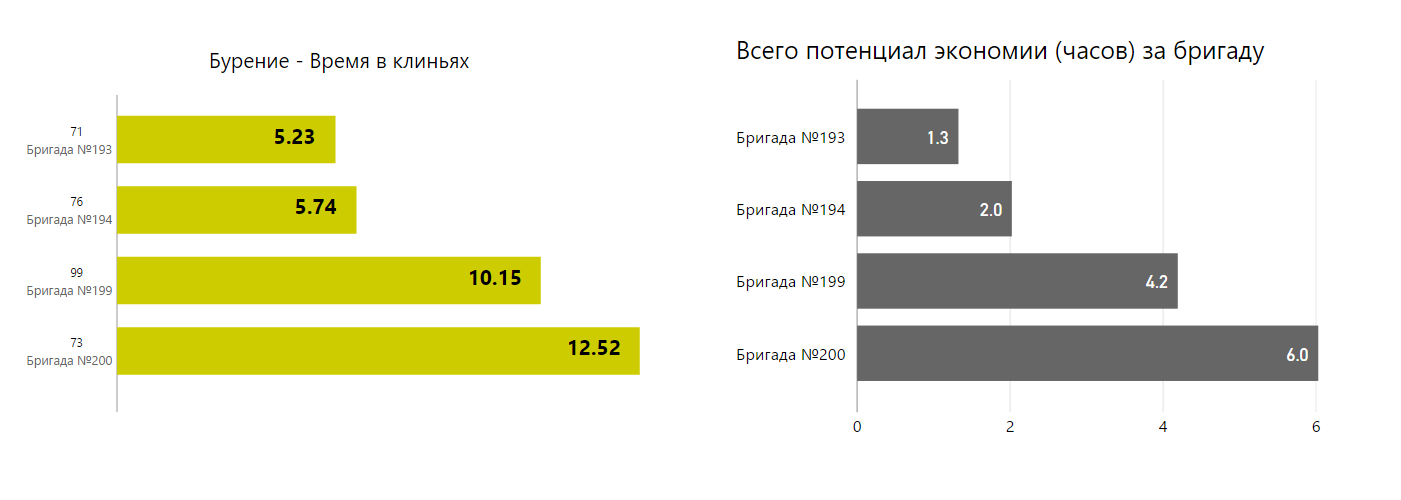 Бурение - Время в клиньях
71
Бригада №193
5.23
76
Бригада №194
5.74
99
Бригада №199
10.15
73
Бригада №200
12.52
Всего потенциал экономии (часов) за бригаду
Бригада №193
1.3
Бригада №194
2.0
Бригада №199
4.2
Бригада №200
6.0
0 2 4 6